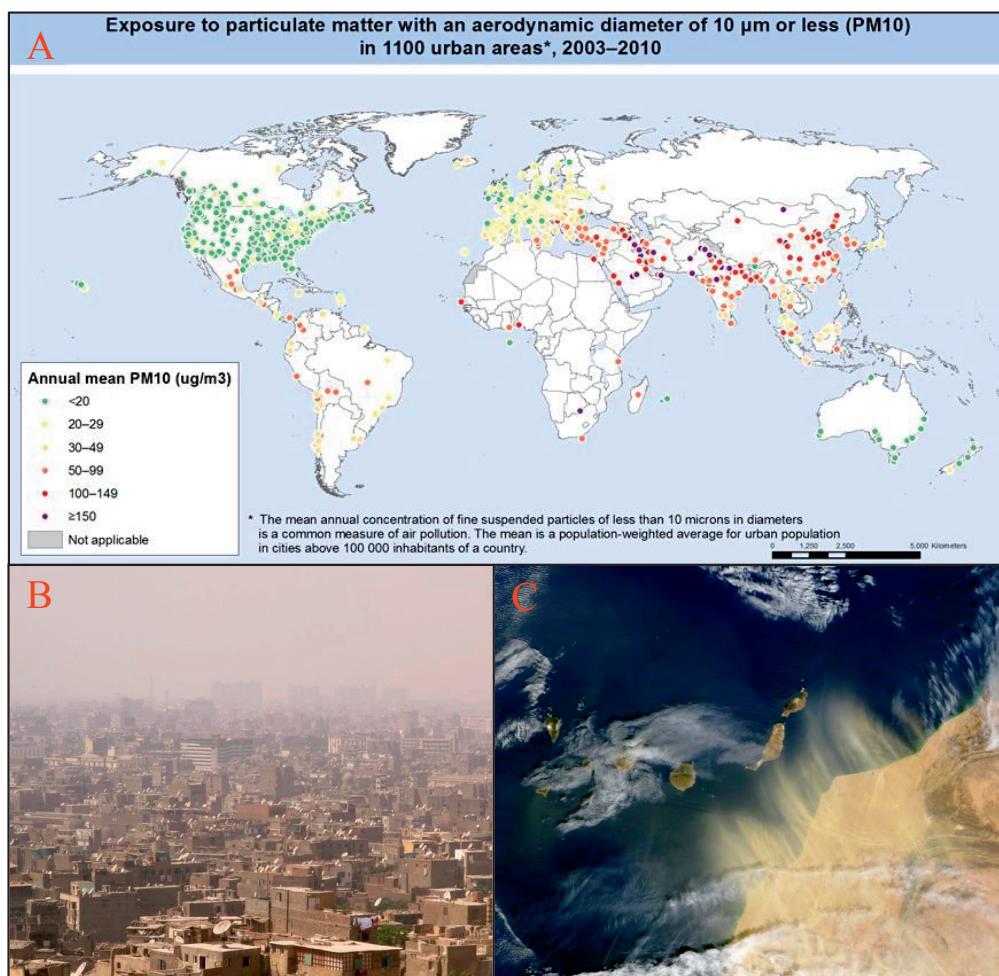 Exposure to particulate matter with an aerodynamic diameter of 10 µm or less (PM10)
in 1100 urban areas*, 2003–2010
A
Annual mean PM10 (ug/m3)
<20
20–29
30–49
50–99
100–149
≥150
Not applicable
* The mean annual concentration of fine suspended particles of less than 10 microns in diameters
is a common measure of air pollution. The mean is a population-weighted average for urban population
in cities above 100 000 inhabitants of a country.
0 1,250 2,500 5,000 Kilometers
B
C